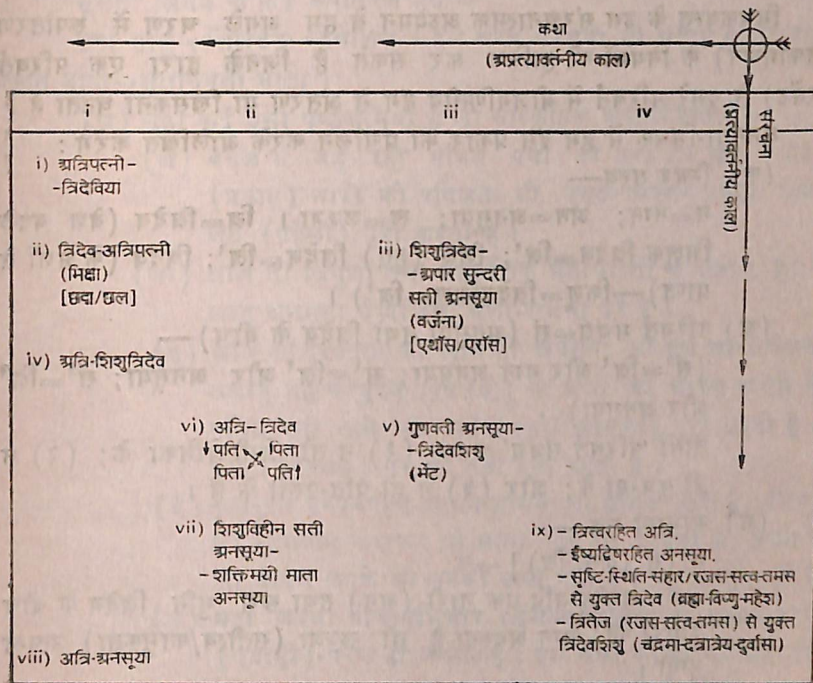 कथा
(अप्रत्यावर्तनीय काल)
संरचना
(प्रत्यावर्तनीय काल)
i ii iii iv
i) अत्रिपत्नी-
-त्रिदेविया
ii) त्रिदेव-अत्रिपत्नी
(भिक्षा)
[छद्म/छल]
iii) शिशुत्रिदेव-
-अपार सुन्दरी
सती अनसूया
(वर्जना)
[एथॉस/एरॉस]
iv) अत्रि-शिशुत्रिदेव
vi) अत्रि-त्रिदेव
पति पिता
पिता पति
v) गुणवती अनसूया-
-त्रिदेवशिशु
(भेंट)
vii) शिशुविहीन सती
अनसूया-
-शक्तिमयी माता
अनसूया
ix) - त्रित्वरहित अत्रि.
- ईर्ष्याद्वेषरहित अनसूया.
- सृष्टि-स्थिति-संहार/रजस-सत्व-तमस
से युक्त त्रिदेव (ब्रह्मा-विष्णु-महेश)
- त्रितेज (रजस-सत्व-तमस) से युक्त
त्रिदेवशिशु (चंद्रमा-दत्तात्रेय-दुर्वासा)
viii) अत्रि-अनसूया